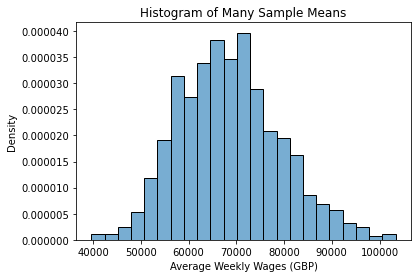 Histogram of Many Sample Means
0.000040
0.000035
0.000030
0.000025
0.000020
0.000015
0.000010
0.000005
0.000000
Density
40000 50000 60000 70000 80000 90000 100000
Average Weekly Wages (GBP)